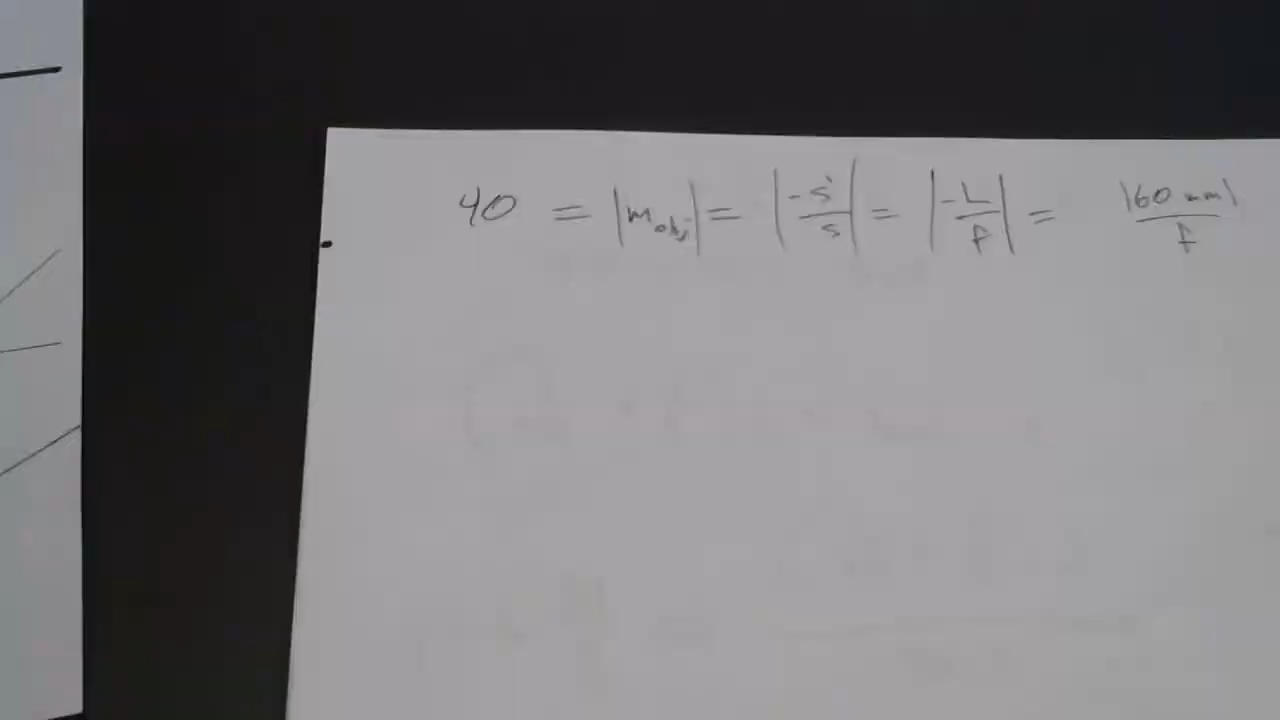 40 = |m_obj| = |-s'/s| = |-L/f| = 160 mm/f